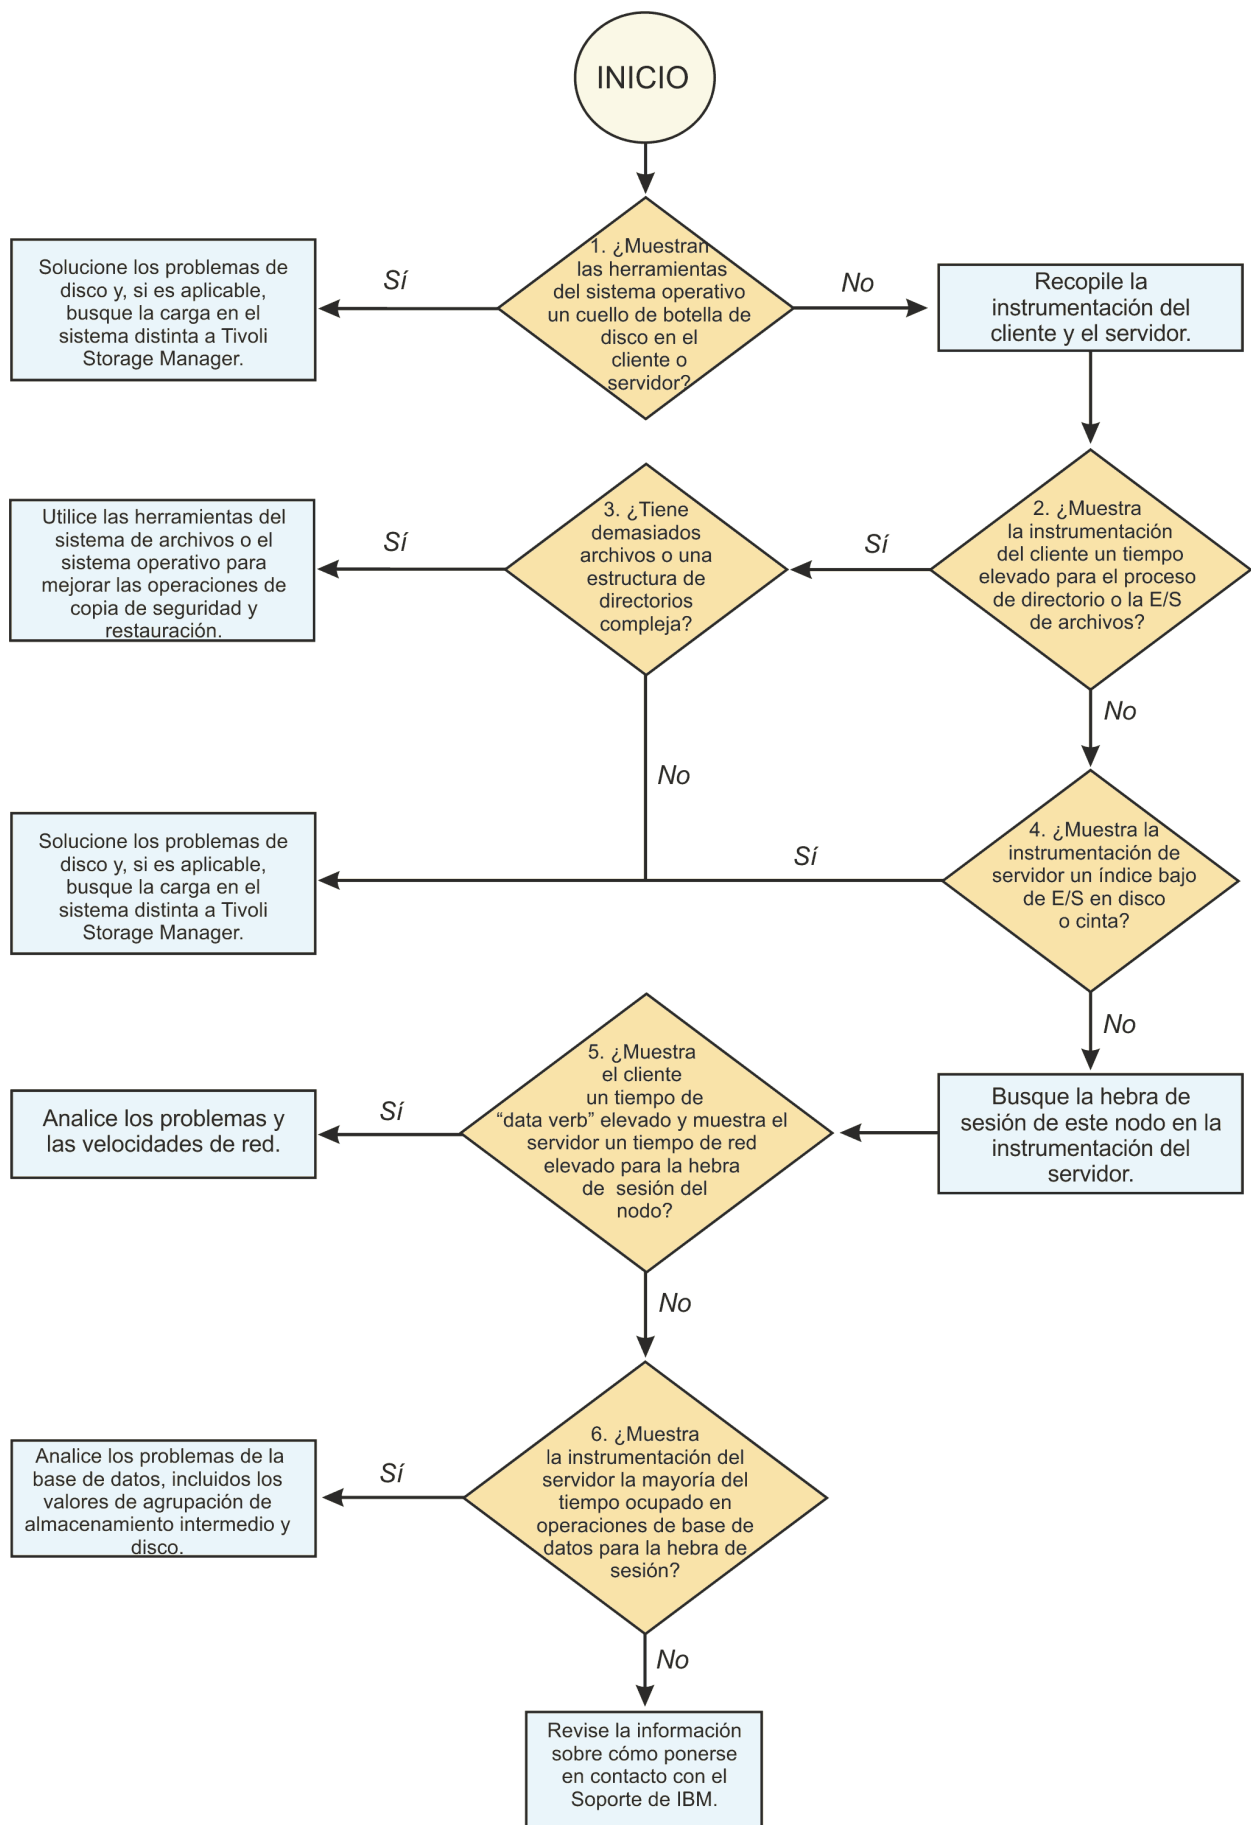 INICIO
1. ¿Muestran
las herramientas
del sistema operativo
un cuello de botella de
disco en el
cliente o
servidor?
Sí
Solucione los problemas de
disco y, si es aplicable,
busque la carga en el
sistema distinta a Tivoli
Storage Manager.
No
Recopile la
instrumentación del
cliente y el servidor.
2. ¿Muestra
la instrumentación
del cliente un tiempo
elevado para el proceso
de directorio o la E/S
de archivos?
Sí
3. ¿Tiene
demasiados
archivos o una
estructura de
directorios
compleja?
Sí
Utilice las herramientas del
sistema de archivos o el
sistema operativo para
mejorar las operaciones de
copia de seguridad y
restauración.
No
No
4. ¿Muestra la
instrumentación de
servidor un índice bajo
de E/S en disco
o cinta?
Sí
Solucione los problemas de
disco y, si es aplicable,
busque la carga en el
sistema distinta a Tivoli
Storage Manager.
No
Busque la hebra de
sesión de este nodo en la
instrumentación del
servidor.
5. ¿Muestra
el cliente
un tiempo de
“data verb” elevado y muestra el
servidor un tiempo de red
elevado para la hebra
de sesión del
nodo?
Sí
Analice los problemas y
las velocidades de red.
No
6. ¿Muestra
la instrumentación del
servidor la mayoría del
tiempo ocupado en
operaciones de base de
datos para la hebra de
sesión?
Sí
Analice los problemas de la
base de datos, incluidos los
valores de agrupación de
almacenamiento intermedio y
disco.
No
Revise la información
sobre cómo ponerse
en contacto con el
Soporte de IBM.